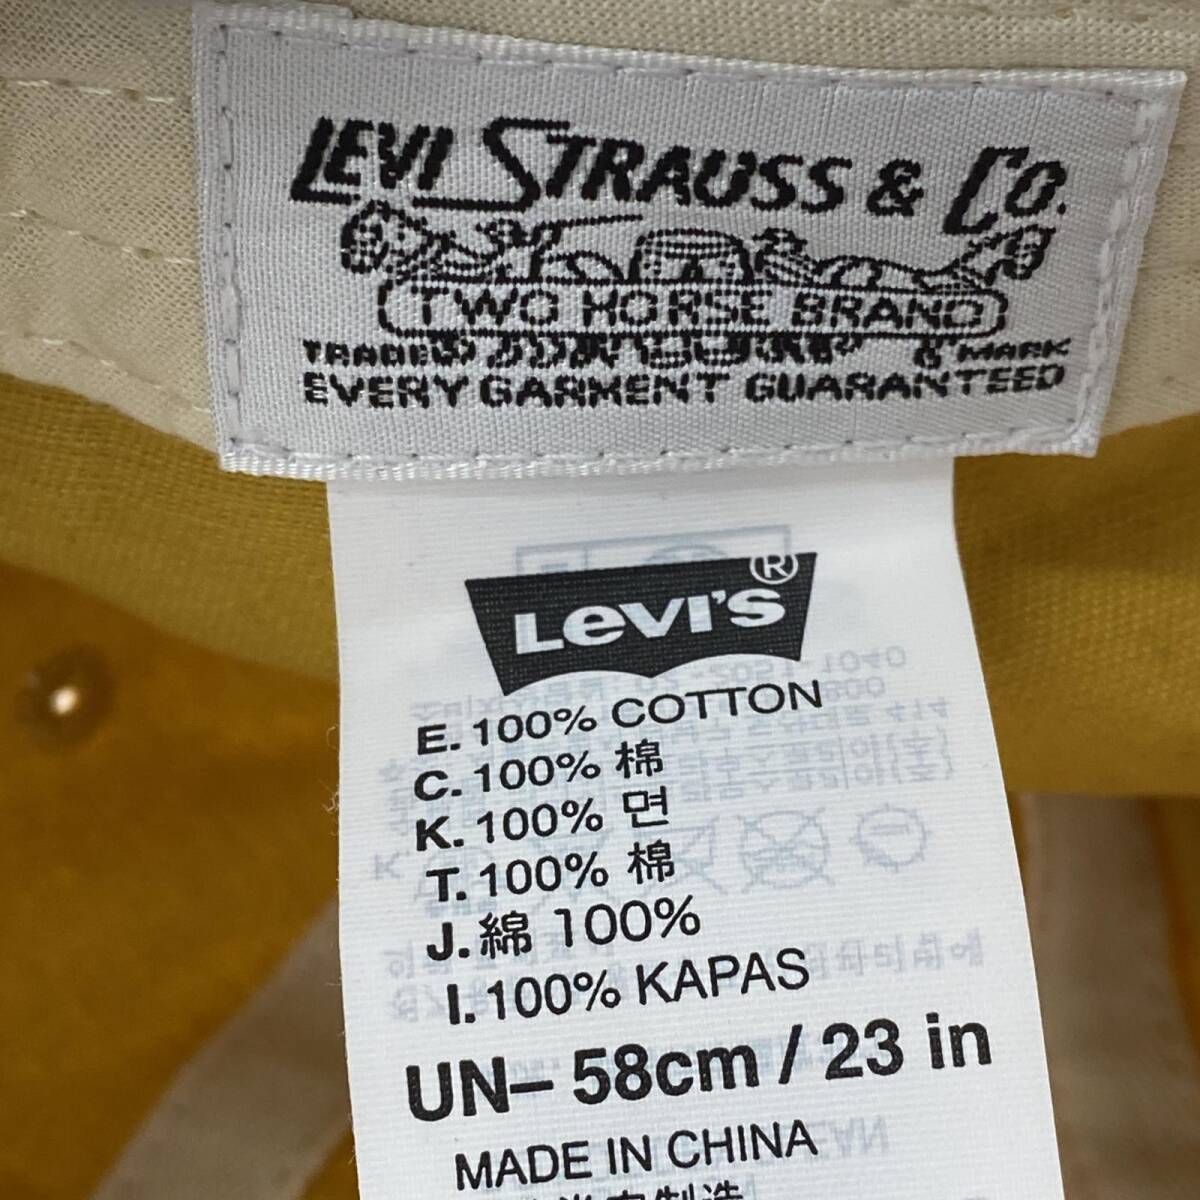 LEVI STRAUSS & CO.
TWO HORSE BRAND
TRADE MARK
EVERY GARMENT GUARANTEED
LEVI'S ®
E. 100% COTTON
C. 100% 棉
K. 100% 면
T. 100% 棉
J. 綿 100%
I. 100% KAPAS
UN– 58cm / 23 in
MADE IN CHINA